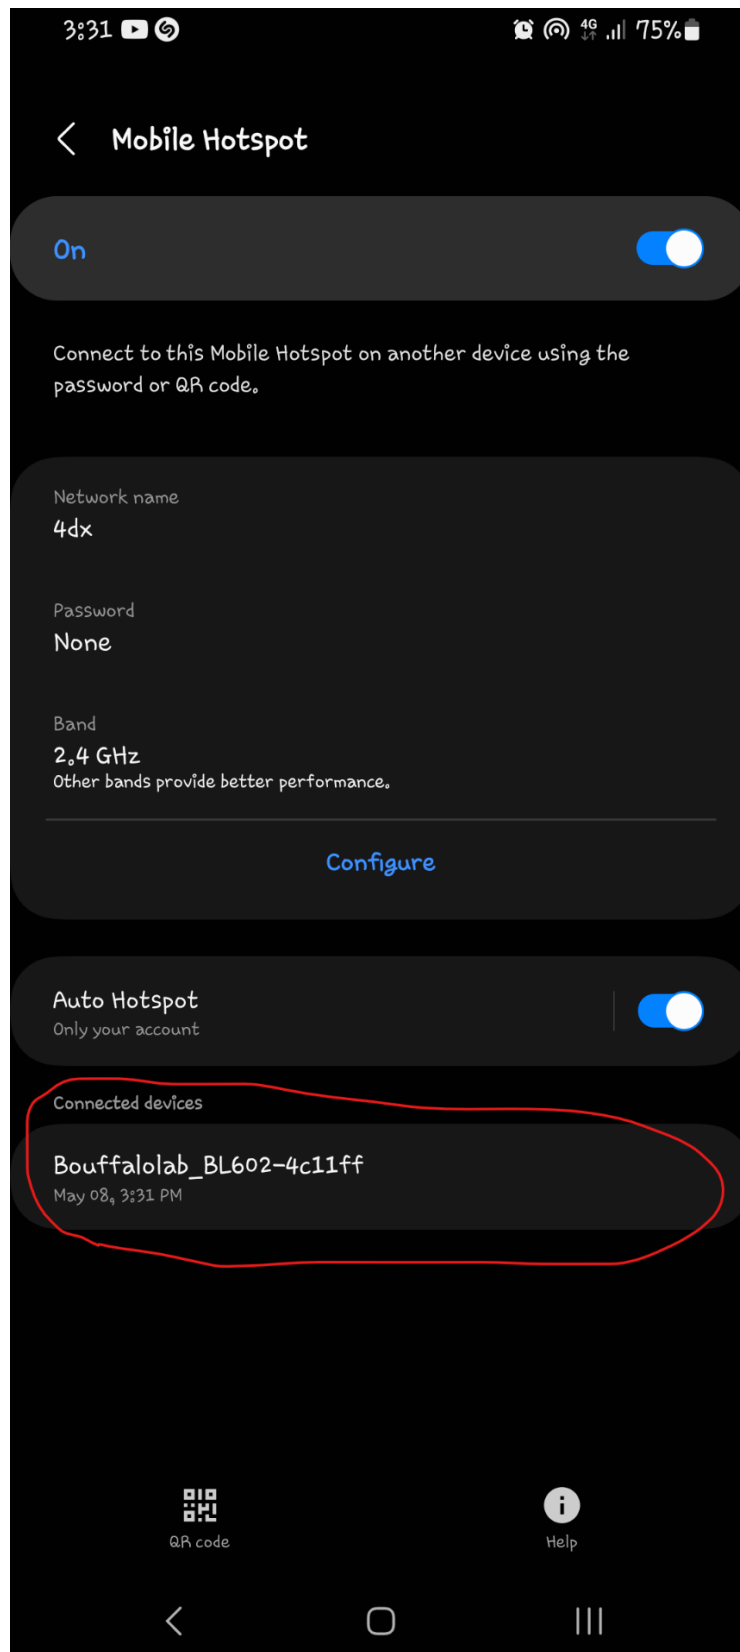 3:31
4G 75%
Mobile Hotspot
On
Connect to this Mobile Hotspot on another device using the
password or QR code.
Network name
4dx
Password
None
Band
2.4 GHz
Other bands provide better performance.
Configure
Auto Hotspot
Only your account
Connected devices
Bouffalolab_BL602-4c11ff
May 08, 3:31 PM
QR code
Help